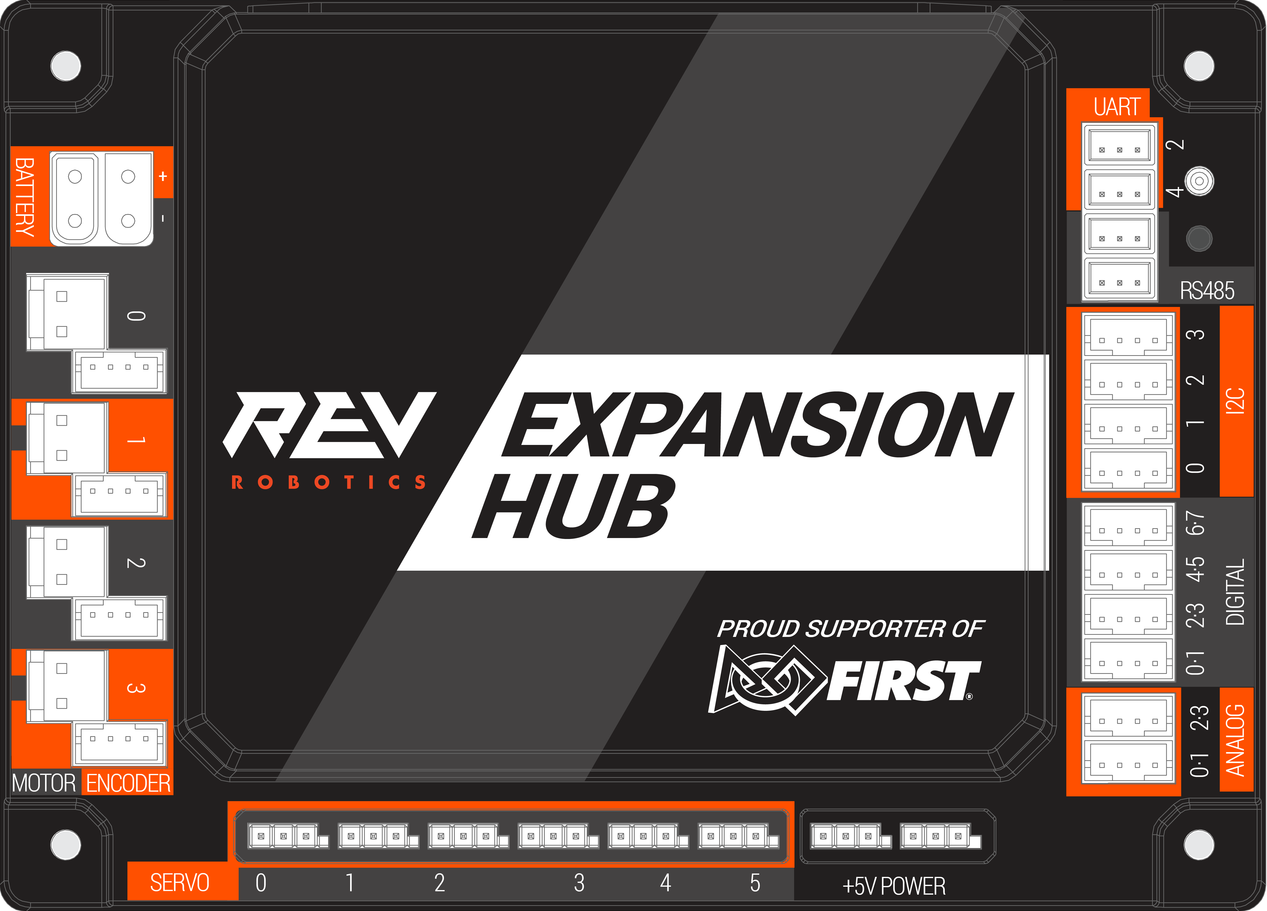 UART
2
4
RS485
BATTERY
+
-
0
1
2
3
MOTOR ENCODER
REV
ROBOTICS
EXPANSION
HUB
PROUD SUPPORTER OF
FIRST®
3
2
1
0
I2C
6·7
4·5
2·3
0·1
DIGITAL
2·3
0·1
ANALOG
SERVO 0 1 2 3 4 5
+5V POWER